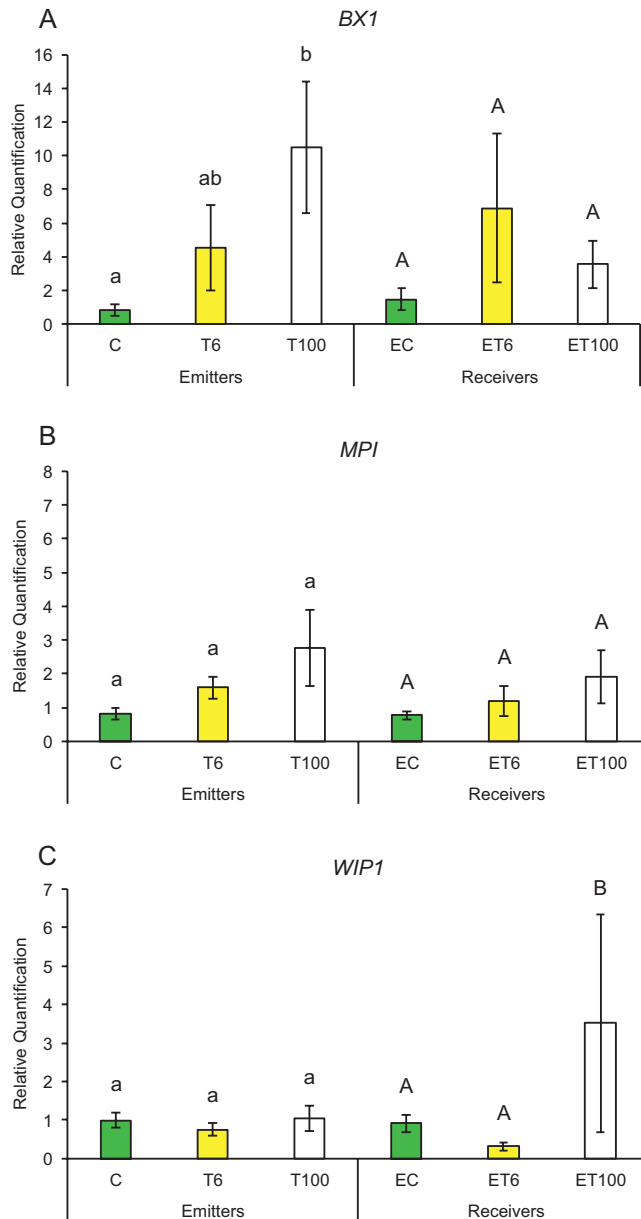 A
BX1
Relative Quantification
16
14
12
10
8
6
4
2
0
a
ab
b
A
A
A
C T6 T100 EC ET6 ET100
Emitters Receivers
B
MPI
Relative Quantification
8
7
6
5
4
3
2
1
0
a
a
a
A
A
A
C T6 T100 EC ET6 ET100
Emitters Receivers
C
WIP1
Relative Quantification
7
6
5
4
3
2
1
0
a
a
a
A
A
B
C T6 T100 EC ET6 ET100
Emitters Receivers